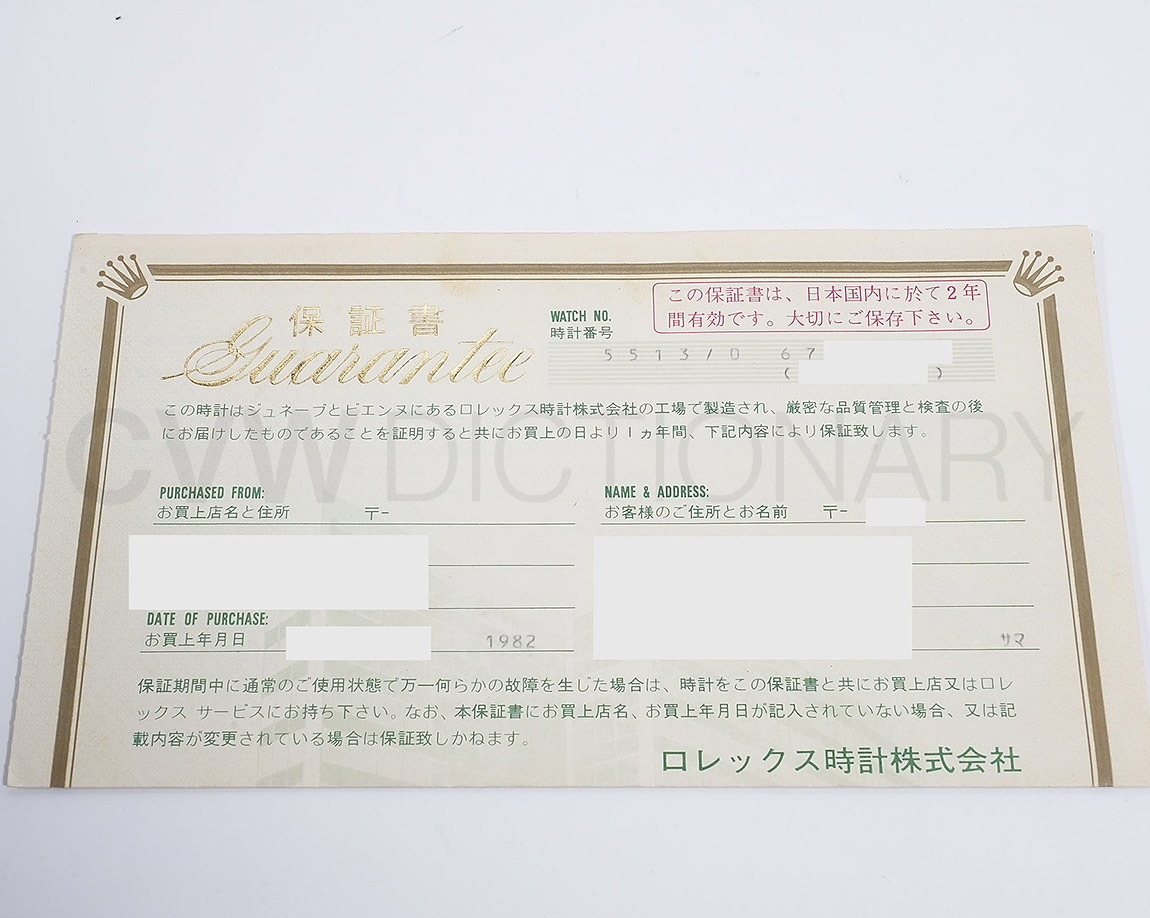 保証書
Guarantee
WATCH NO.
時計番号
この保証書は、日本国内に於て2年
間有効です。大切にご保存下さい。
5513/0 67
( )
この時計はジュネーブとビエンヌにあるロレックス時計株式会社の工場で製造され、厳密な品質管理と検査の後
にお届けしたものであることを証明すると共にお買上の日より1ヵ年間、下記内容により保証致します。
CVW DICTIONARY
PURCHASED FROM:
お買上店名と住所 〒-
NAME & ADDRESS:
お客様のご住所とお名前 〒-
DATE OF PURCHASE:
お買上年月日 1982
サマ
保証期間中に通常のご使用状態で万一何らかの故障を生じた場合は、時計をこの保証書と共にお買上店又はロレ
ックス サービスにお持ち下さい。なお、本保証書にお買上店名、お買上年月日が記入されていない場合、又は記
載内容が変更されている場合は保証致しかねます。
ロレックス時計株式会社